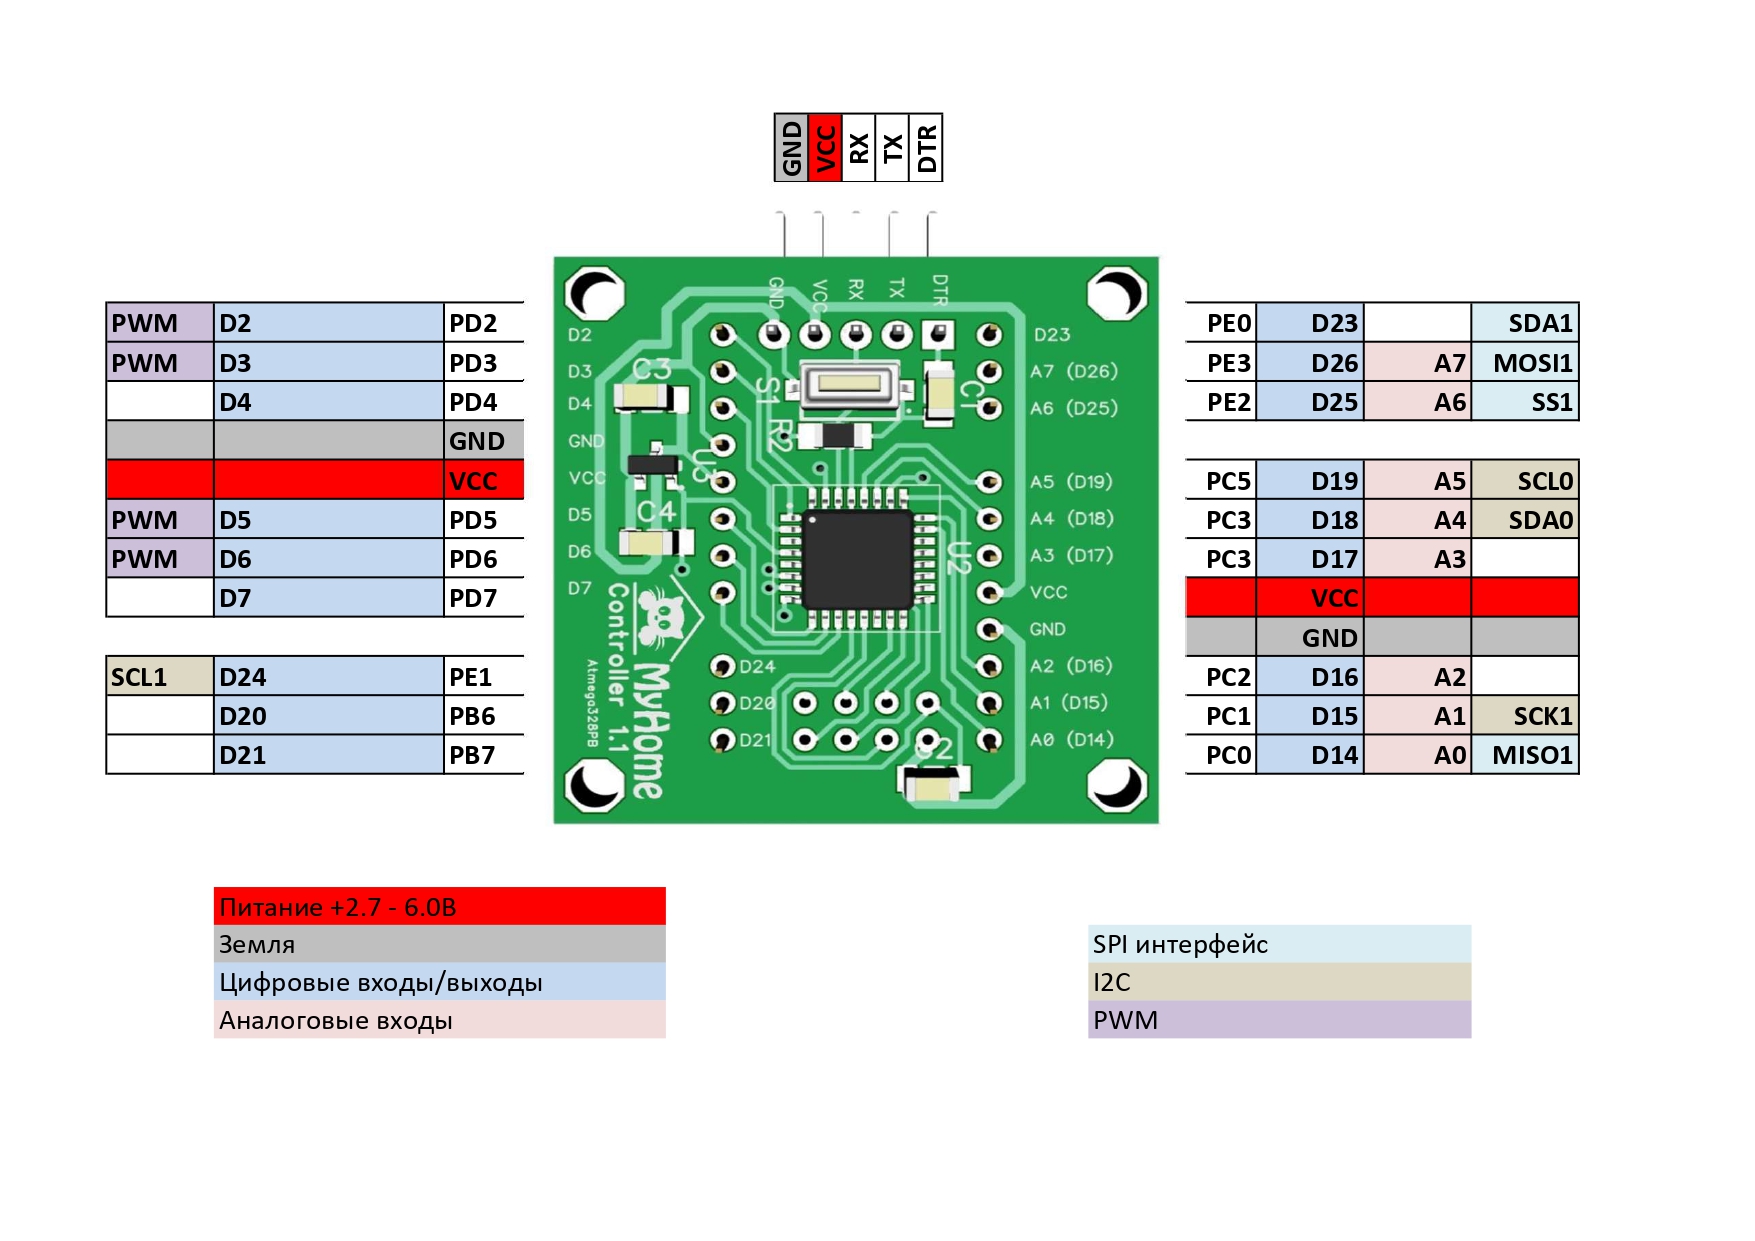 GND VCC RX TX DTR
PWM D2 PD2
PWM D3 PD3
D4 PD4
GND
VCC
PWM D5 PD5
PWM D6 PD6
D7 PD7
SCL1 D24 PE1
D20 PB6
D21 PB7
GND VCC RX TX DTR
D2
D3
D4
GND
VCC
D5
D6
D7
C3
S1
C1
R2
U3
C4
U2
C2
D24
D20
D21
MyHome
Controller 1.1
Atmega328PB
D23
A7 (D26)
A6 (D25)
A5 (D19)
A4 (D18)
A3 (D17)
VCC
GND
A2 (D16)
A1 (D15)
A0 (D14)
PE0 D23 SDA1
PE3 D26 A7 MOSI1
PE2 D25 A6 SS1
PC5 D19 A5 SCL0
PC3 D18 A4 SDA0
PC3 D17 A3
VCC
GND
PC2 D16 A2
PC1 D15 A1 SCK1
PC0 D14 A0 MISO1
Питание +2.7 - 6.0В
Земля
Цифровые входы/выходы
Аналоговые входы
SPI интерфейс
I2C
PWM